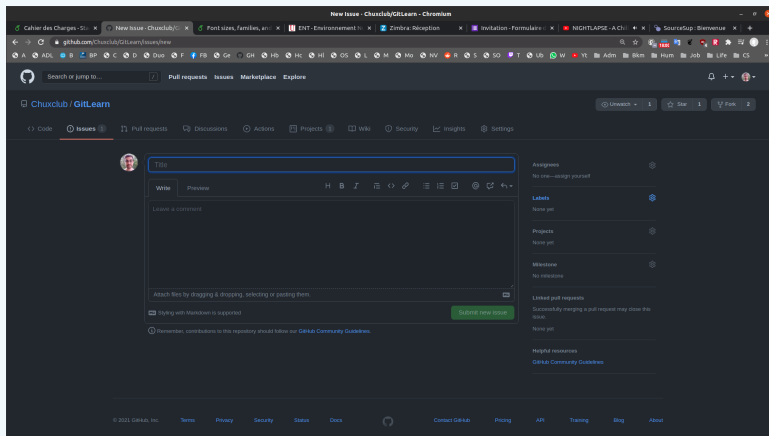 New Issue · Chuxclub/GitLearn - Chromium
Cahier des Charges - Sta
New Issue · Chuxclub/G
Font sizes, families, and
ENT - Environnement N
Zimbra: Réception
Invitation - Formulaire
NIGHTLAPSE - A Chil
SourceSup : Bienvenue
github.com/Chuxclub/GitLearn/issues/new
A ADL B BP C D Duo F FB Ge GH Hb Hc Hl OS L M Mo NV R S SO T Ub W Yt Adm Bkm Hum Job Life CS
Search or jump to... / Pull requests Issues Marketplace Explore
Chuxclub / GitLearn
Unwatch 1 Star 1 Fork 2
Code Issues Pull requests Discussions Actions Projects Wiki Security Insights Settings
Title
Write Preview
Leave a comment
Attach files by dragging & dropping, selecting or pasting them.
Styling with Markdown is supported
Submit new issue
Remember, contributions to this repository should follow our GitHub Community Guidelines.
Assignees
No one—assign yourself
Labels
None yet
Projects
None yet
Milestone
No milestone
Linked pull requests
Successfully merging a pull request may close this
issue.
None yet
Helpful resources
GitHub Community Guidelines
© 2021 GitHub, Inc. Terms Privacy Security Status Docs Contact GitHub Pricing API Training Blog About